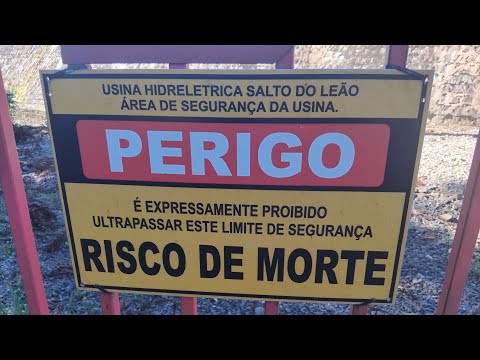 USINA HIDRELETRICA SALTO DO LEÃO
ÁREA DE SEGURANÇA DA USINA.
PERIGO
É EXPRESSAMENTE PROIBIDO
ULTRAPASSAR ESTE LIMITE DE SEGURANÇA
RISCO DE MORTE